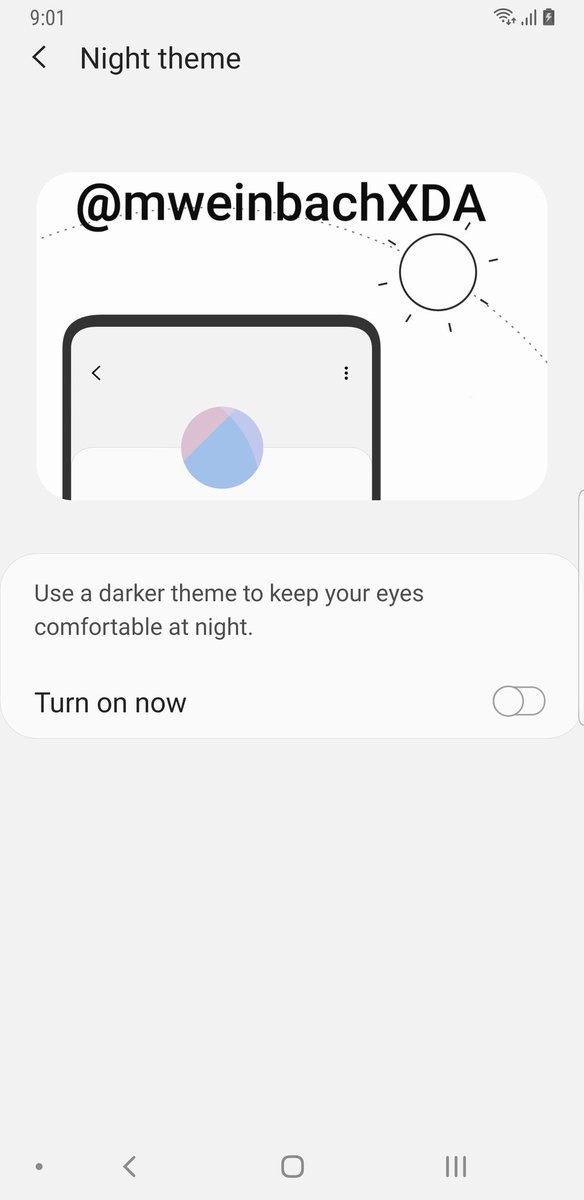 9:01
Night theme
@mweinbachXDA
Use a darker theme to keep your eyes
comfortable at night.
Turn on now